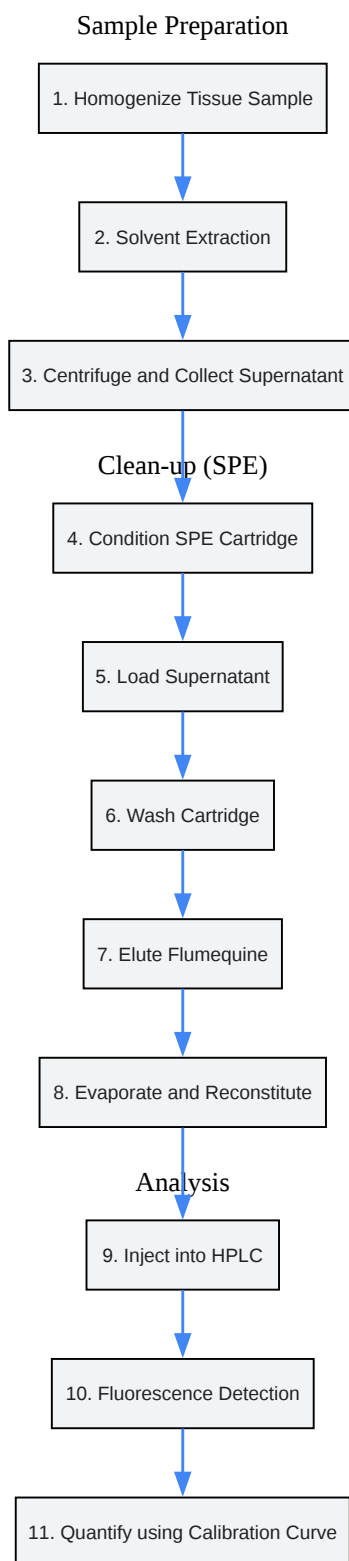 Sample Preparation
1. Homogenize Tissue Sample
2. Solvent Extraction
3. Centrifuge and Collect Supernatant
Clean-up (SPE)
4. Condition SPE Cartridge
5. Load Supernatant
6. Wash Cartridge
7. Elute Flumequine
8. Evaporate and Reconstitute
Analysis
9. Inject into HPLC
10. Fluorescence Detection
11. Quantify using Calibration Curve